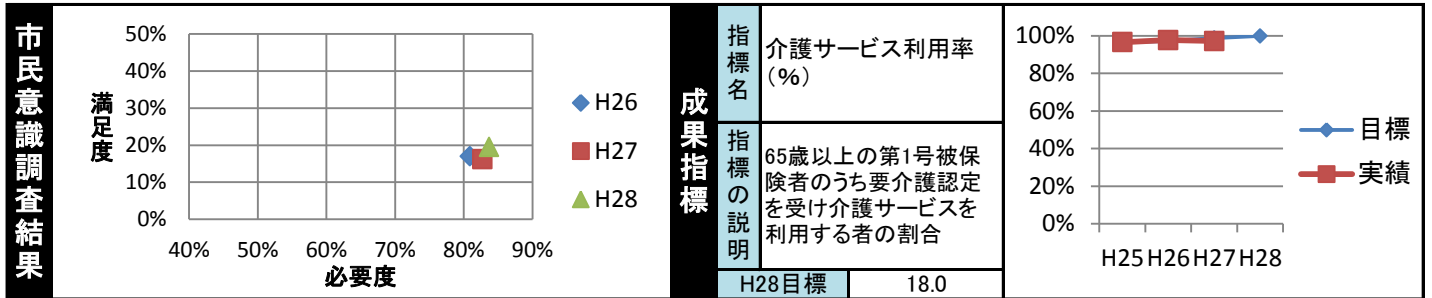 市民意識調査結果
満足度
50%
40%
30%
20%
10%
0%
40% 50% 60% 70% 80% 90%
必要度
H26
H27
H28
成果指標
指標名
介護サービス利用率
（%）
指標の説明
65歳以上の第1号被保
険者のうち要介護認定
を受け介護サービスを
利用する者の割合
H28目標 18.0
100%
80%
60%
40%
20%
0%
H25 H26 H27 H28
目標
実績